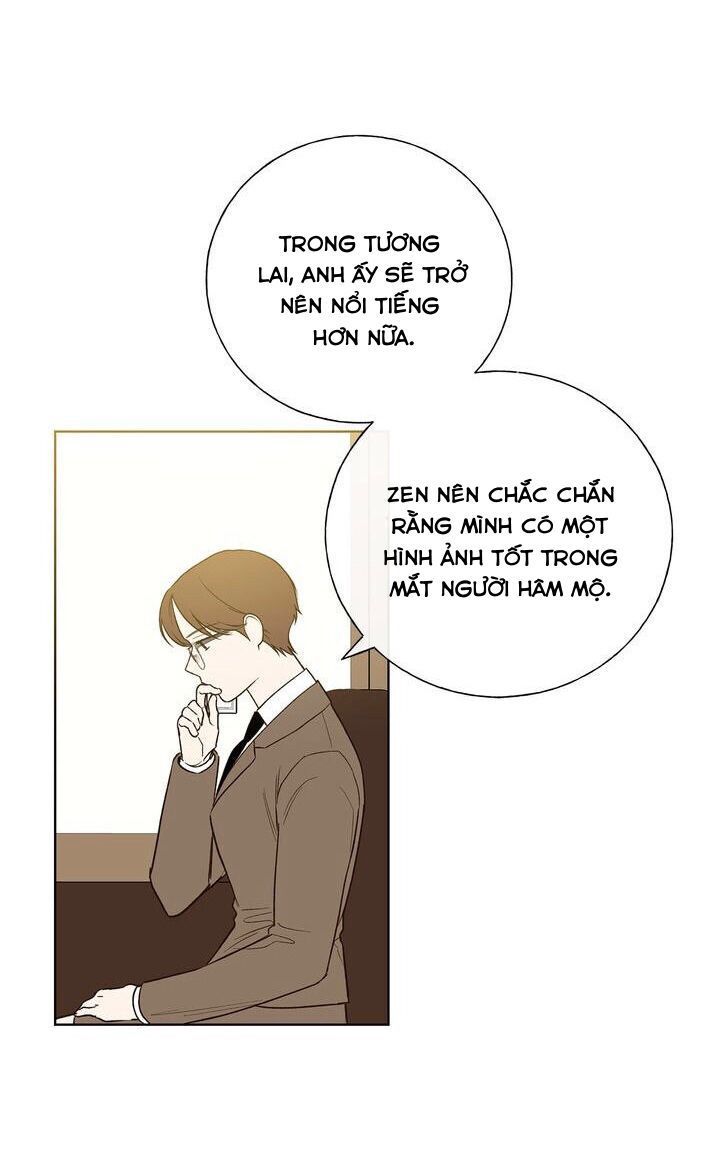 TRONG TƯƠNG
LAI, ANH ẤY SẼ TRỞ
NÊN NỔI TIẾNG
HƠN NỮA.
ZEN NÊN CHẮC CHẮN
RẰNG MÌNH CÓ MỘT
HÌNH ẢNH TỐT TRONG
MẮT NGƯỜI HÂM MỘ.